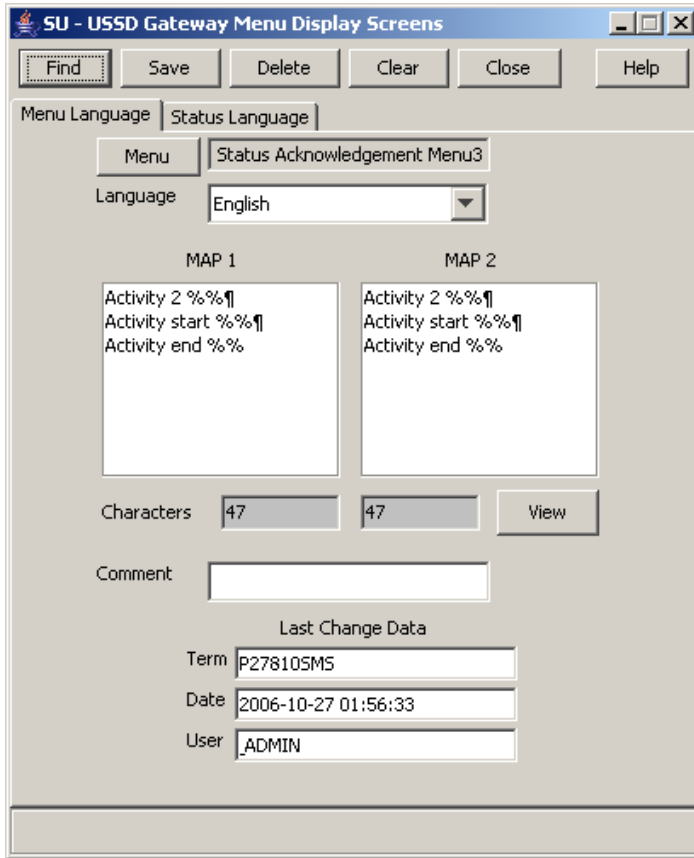 SU - USSD Gateway Menu Display Screens
Find Save Delete Clear Close Help
Menu Language Status Language
Menu Status Acknowledgement Menu3
Language English
MAP 1 MAP 2
Activity 2 %%¶ Activity 2 %%¶
Activity start %%¶ Activity start %%¶
Activity end %% Activity end %%
Characters 47 47 View
Comment
Last Change Data
Term P27810SMS
Date 2006-10-27 01:56:33
User _ADMIN